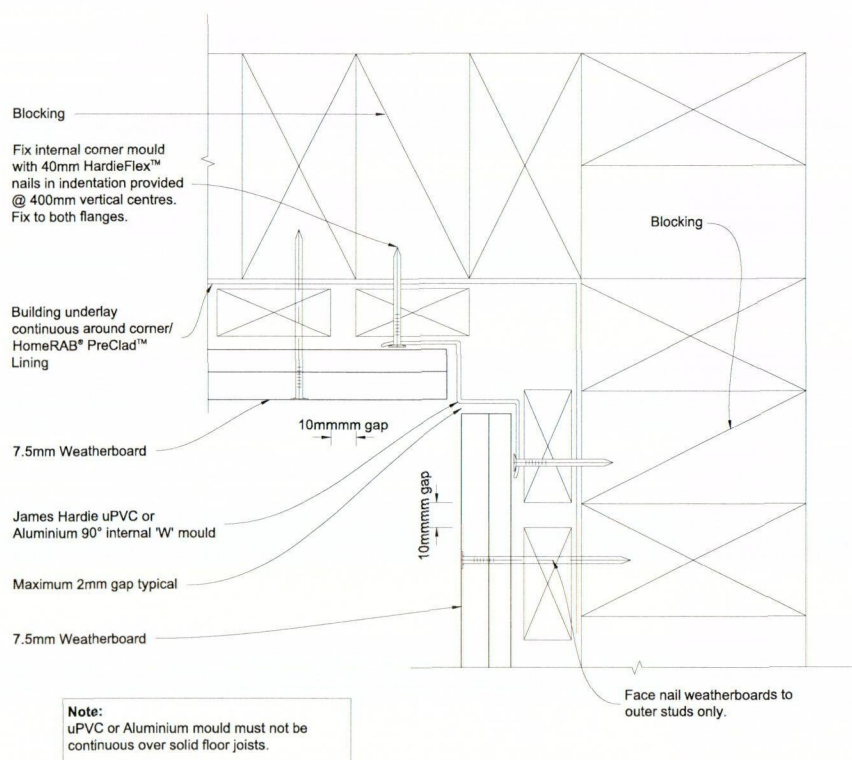 Blocking
Fix internal corner mould
with 40mm HardieFlex™
nails in indentation provided
@ 400mm vertical centres.
Fix to both flanges.
Blocking
Building underlay
continuous around corner/
HomeRAB® PreClad™
Lining
10mmmm gap
7.5mm Weatherboard
10mmmm gap
James Hardie uPVC or
Aluminium 90° internal 'W' mould
Maximum 2mm gap typical
7.5mm Weatherboard
Face nail weatherboards to
outer studs only.
Note:
uPVC or Aluminium mould must not be
continuous over solid floor joists.